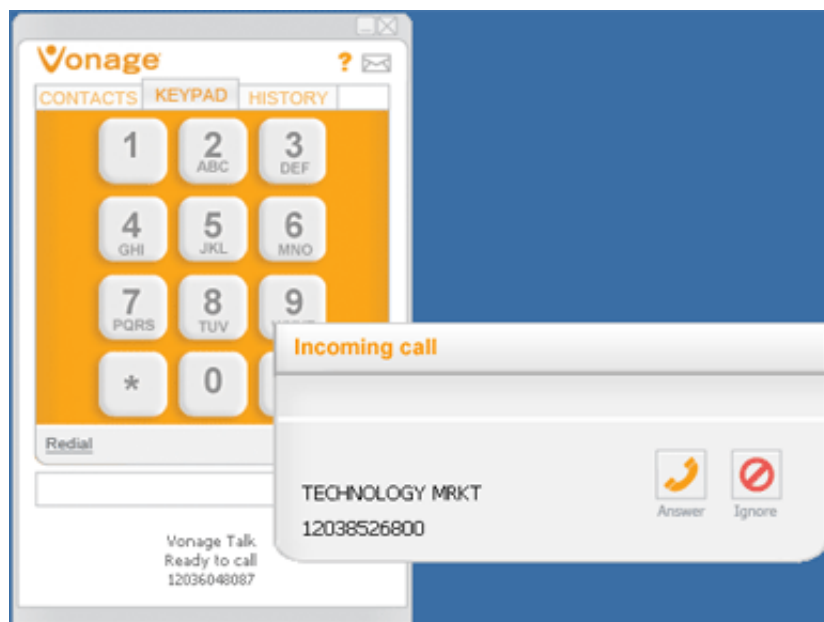 Vonage
?
CONTACTS KEYPAD HISTORY
1 2 3
ABC DEF
4 5 6
GHI JKL MNO
7 8 9
PQRS TUV
* 0
Redial
Incoming call
TECHNOLOGY MRKT
12038526800
Answer Ignore
Vonage Talk
Ready to call
12036048087